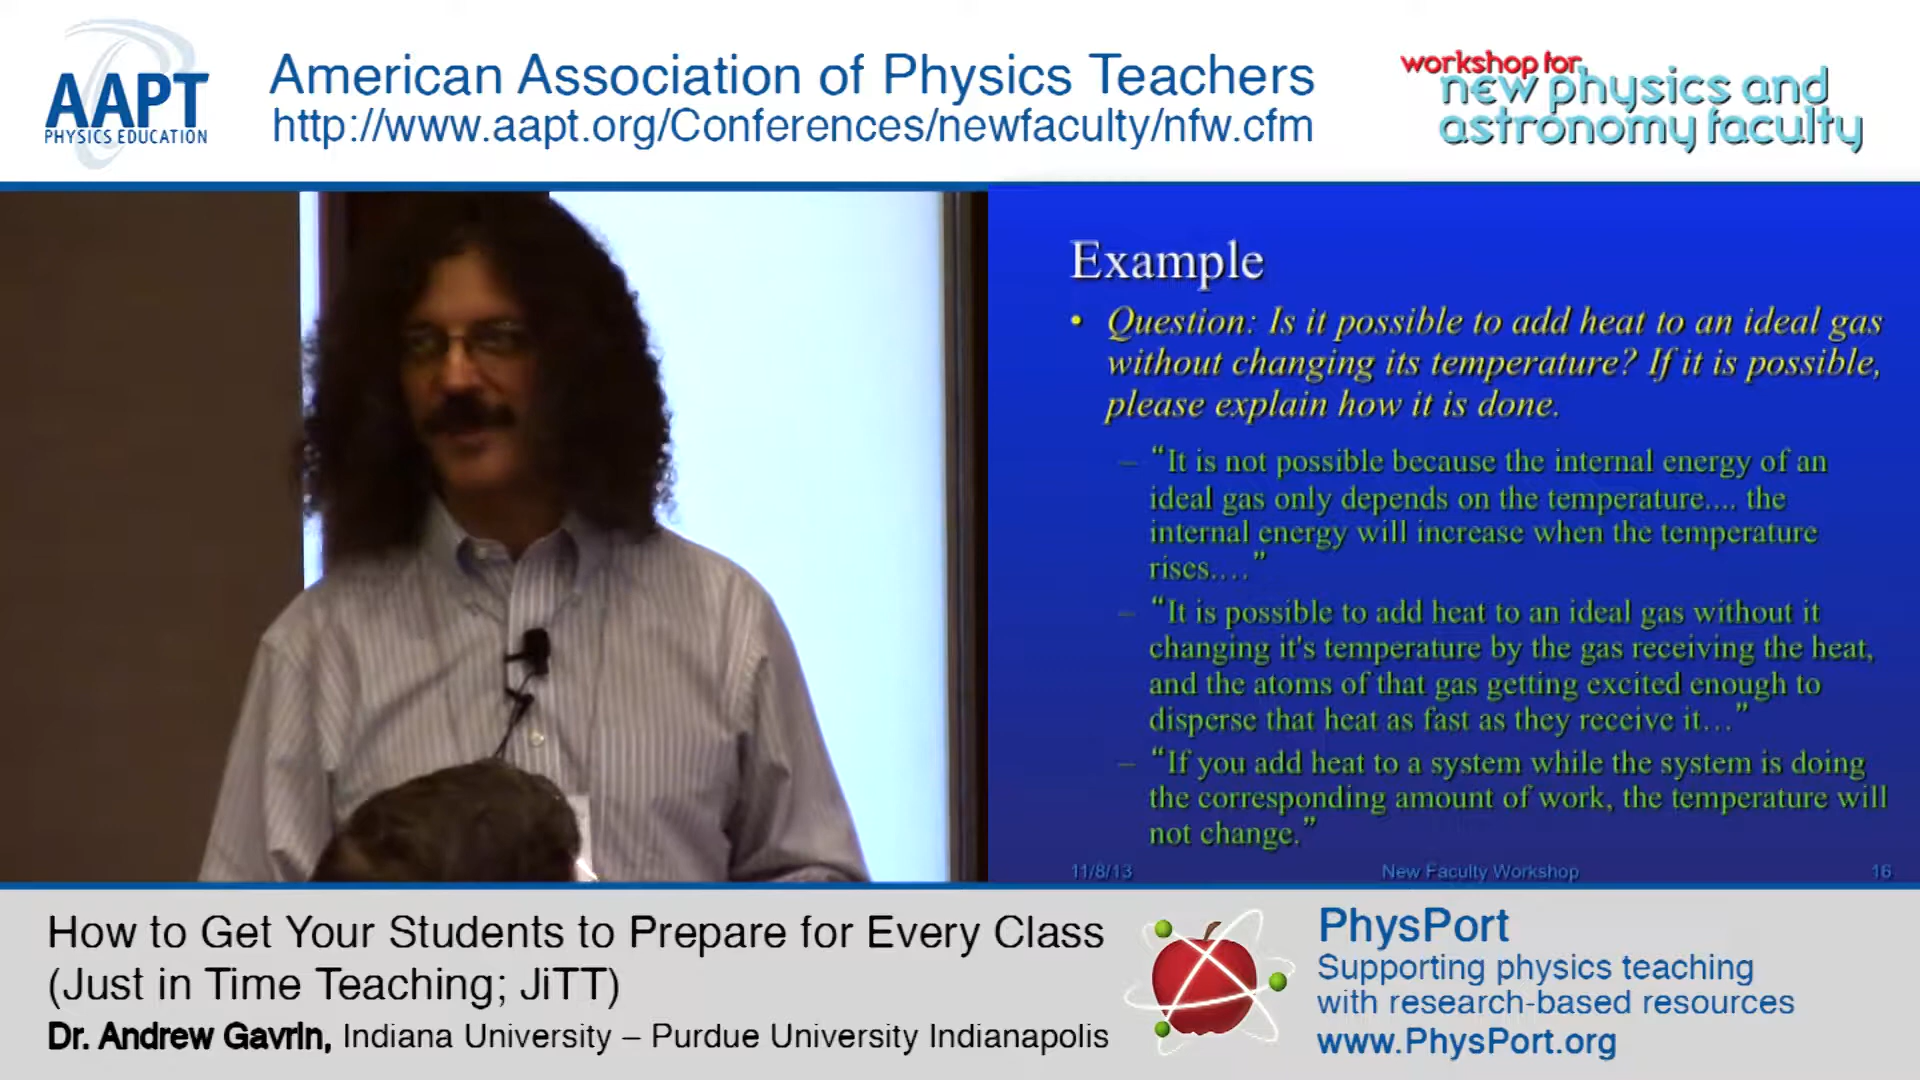 AAPT
PHYSICS EDUCATION
American Association of Physics Teachers
http://www.aapt.org/Conferences/newfaculty/nfw.cfm
workshop for
new physics and
astronomy faculty
Example
• Question: Is it possible to add heat to an ideal gas
without changing its temperature? If it is possible,
please explain how it is done.
– “It is not possible because the internal energy of an
ideal gas only depends on the temperature.... the
internal energy will increase when the temperature
rises....”
– “It is possible to add heat to an ideal gas without it
changing it's temperature by the gas receiving the heat,
and the atoms of that gas getting excited enough to
disperse that heat as fast as they receive it...”
– “If you add heat to a system while the system is doing
the corresponding amount of work, the temperature will
not change.”
11/8/13 New Faculty Workshop 16
How to Get Your Students to Prepare for Every Class
(Just in Time Teaching; JiTT)
Dr. Andrew Gavrin, Indiana University – Purdue University Indianapolis
PhysPort
Supporting physics teaching
with research-based resources
www.PhysPort.org